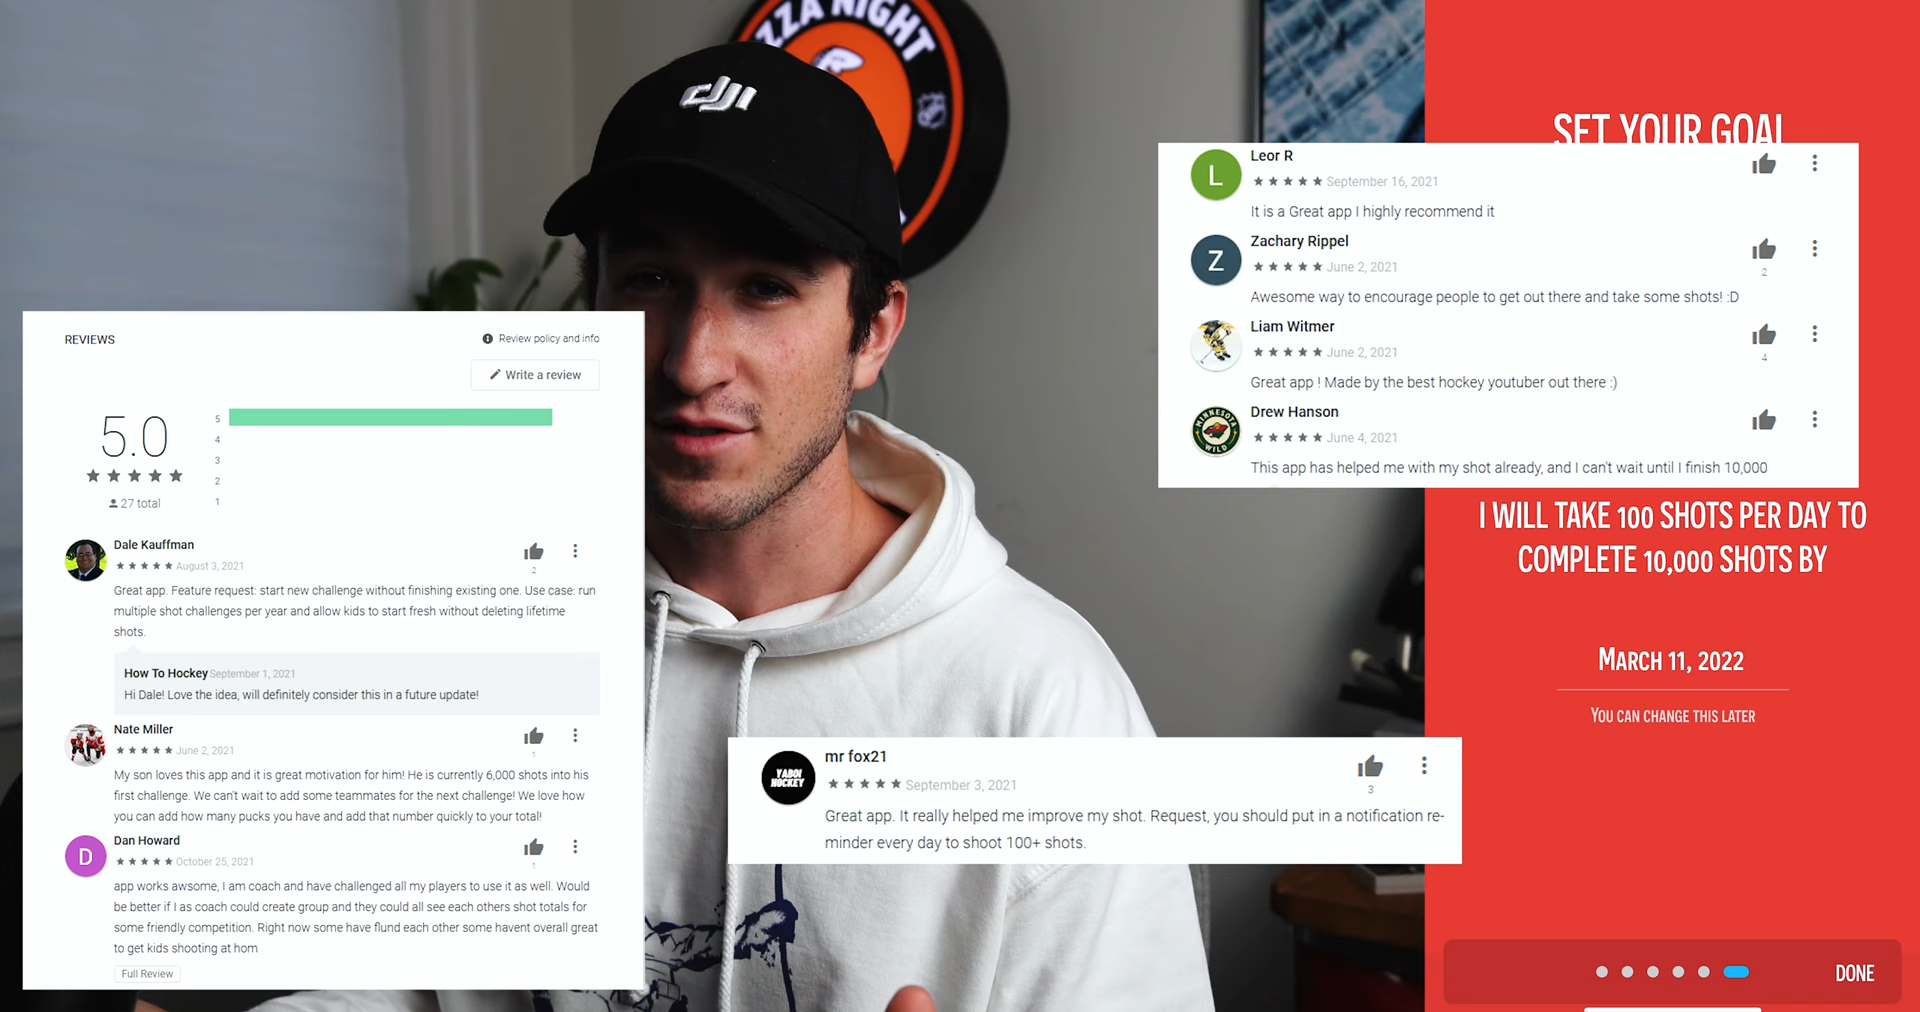 ZZA NIGHT
dji
SET YOUR GOAL
REVIEWS
Review policy and info
Write a review
5.0
27 total
5
4
3
2
1
Dale Kauffman
August 3, 2021
2
Great app. Feature request: start new challenge without finishing existing one. Use case: run
multiple shot challenges per year and allow kids to start fresh without deleting lifetime
shots.
How To Hockey September 1, 2021
Hi Dale! Love the idea, will definitely consider this in a future update!
Nate Miller
June 2, 2021
1
My son loves this app and it is great motivation for him! He is currently 6,000 shots into his
first challenge. We can't wait to add some teammates for the next challenge! We love how
you can add how many pucks you have and add that number quickly to your total!
D
Dan Howard
October 25, 2021
1
app works awsome, I am coach and have challenged all my players to use it as well. Would
be better if I as coach could create group and they could all see each others shot totals for
some friendly competition. Right now some have flund each other some havent overall great
to get kids shooting at hom
Full Review
L
Leor R
September 16, 2021
It is a Great app I highly recommend it
Z
Zachary Rippel
June 2, 2021
2
Awesome way to encourage people to get out there and take some shots! :D
Liam Witmer
June 2, 2021
4
Great app ! Made by the best hockey youtuber out there :)
MINNESOTA
WILD
Drew Hanson
June 4, 2021
This app has helped me with my shot already, and I can't wait until I finish 10,000
YABOI
HOCKEY
mr fox21
September 3, 2021
3
Great app. It really helped me improve my shot. Request, you should put in a notification re-
minder every day to shoot 100+ shots.
I WILL TAKE 100 SHOTS PER DAY TO
COMPLETE 10,000 SHOTS BY
MARCH 11, 2022
YOU CAN CHANGE THIS LATER
DONE